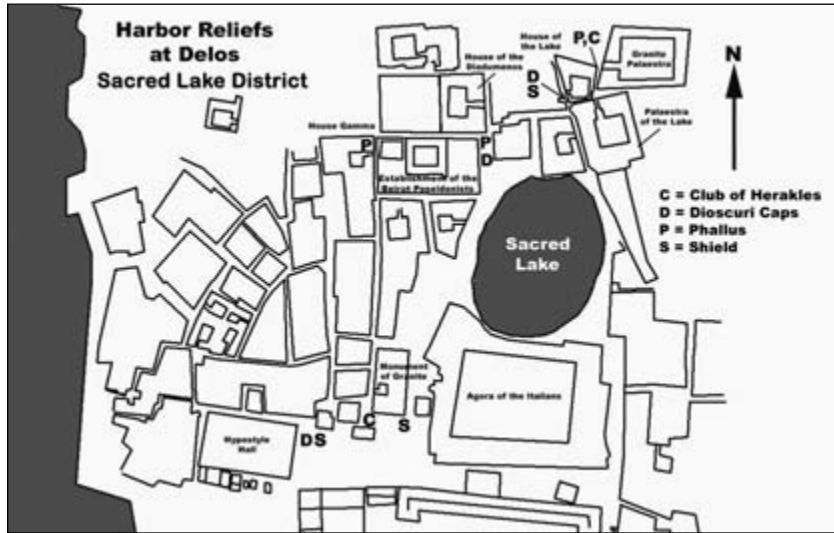 Harbor Reliefs
at Delos
Sacred Lake District
House of the
Diadumenos
House of
the Lake
P,C
Granite
Palaestra
D
S
N
House Gamma
P
P
D
Palaestra
of the Lake
Establishment of the
Beirut Poseidonists
C = Club of Herakles
D = Dioscuri Caps
P = Phallus
S = Shield
Sacred
Lake
Monument
of Granite
Agora of the Italians
C
S
D S
Hypostyle
Hall